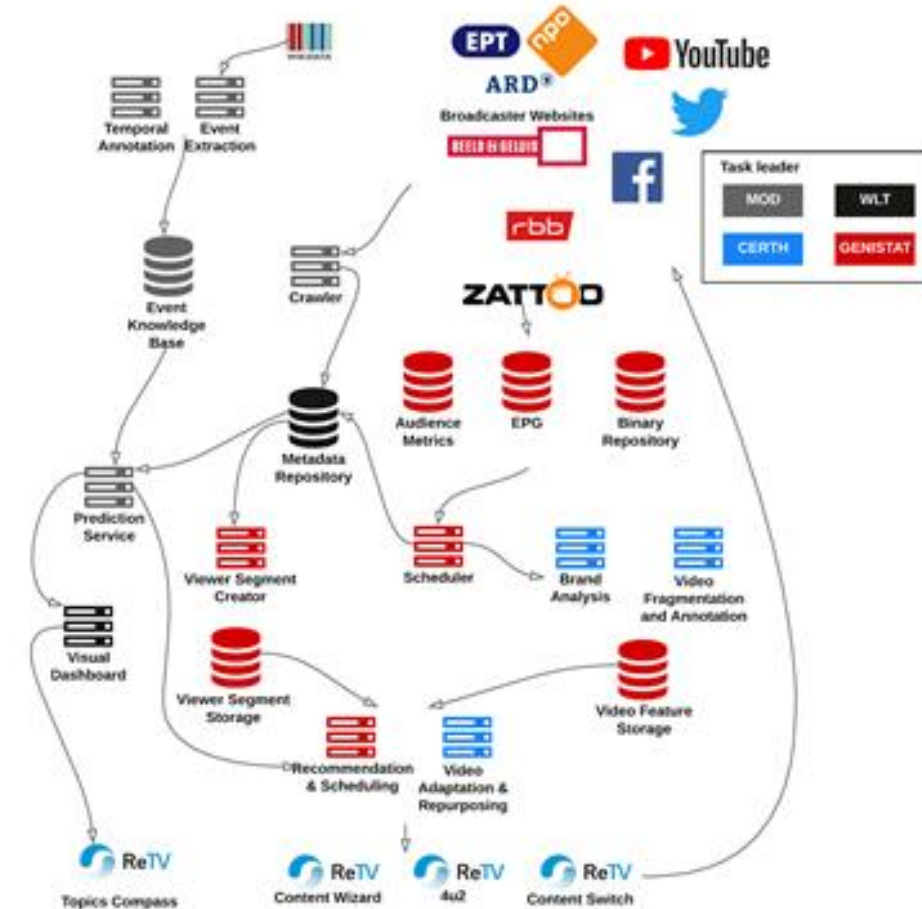 WIKIDATA
EPT
npo
YouTube
ARD
Broadcaster Websites
BEELD & GELUID
rbb
ZATTOO
Task leader
MOD
WLT
CERTH
GENISTAT
Temporal
Annotation
Event
Extraction
Event
Knowledge
Base
Crawler
Metadada
Repository
Audience
Metrics
EPG
Binary
Repository
Prediction
Service
Viewer Segment
Creator
Scheduler
Brand
Analysis
Video
Fragmentation
and Annotation
Visual
Dashboard
Viewer Segment
Storage
Video Feature
Storage
Recommendation
& Scheduling
Video
Adaptation &
Repurposing
ReTV
Topics Compass
ReTV
Content Wizard
ReTV
4u2
ReTV
Content Switch